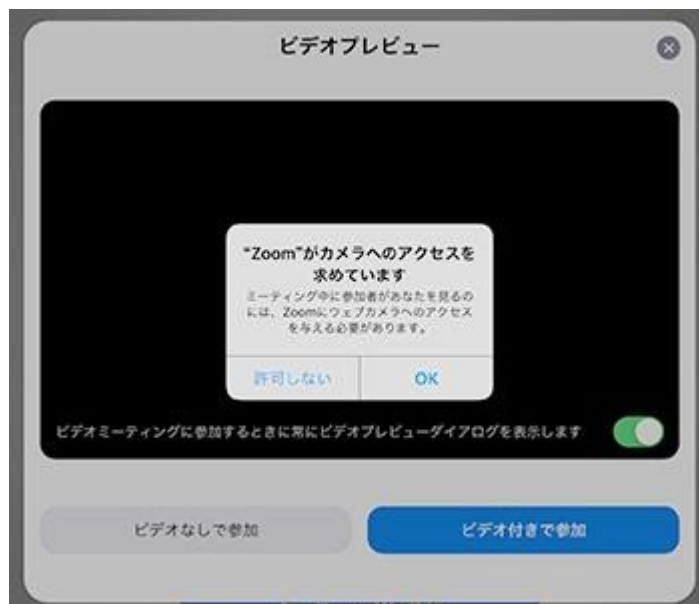 ビデオプレビュー
“Zoom”がカメラへのアクセスを
求めています
ミーティング中に参加者があなたを見るの
には、Zoomにウェブカメラへのアクセス
を与える必要があります。
許可しない
OK
ビデオミーティングに参加するときに常にビデオプレビューダイアログを表示します
ビデオなしで参加
ビデオ付きで参加